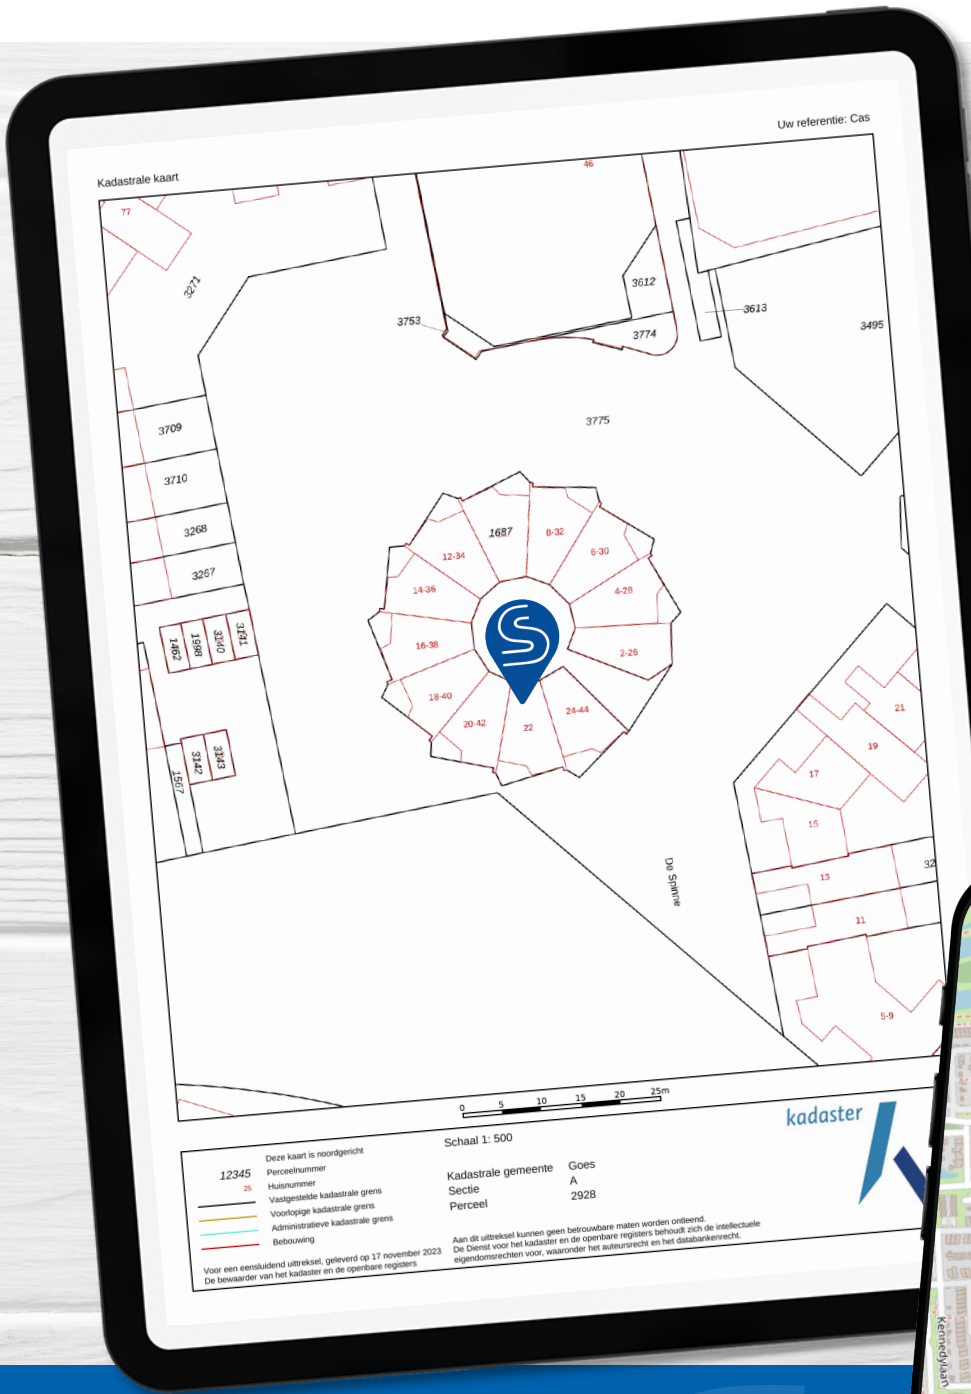 Uw referentie: Cas
Kadastrale kaart
46
77
3271
3612
3613
3753
3774
3495
3775
3709
3710
3268
3267
1687
8-32
12-34
6-30
14-36
4-28
16-38
2-26
18-40
24-44
20-42
22
3141
3140
1998
1462
3143
3142
1567
21
19
17
15
13
32
11
5-9
De Spinne
0 5 10 15 20 25m
Schaal 1: 500
kadaster
12345
25
Deze kaart is noordgericht
Perceelnummer
Huisnummer
Vastgestelde kadastrale grens
Voorlopige kadastrale grens
Administratieve kadastrale grens
Bebouwing
Kadastrale gemeente Goes
Sectie A
Perceel 2928
Voor een eensluidend uittreksel, geleverd op 17 november 2023
De bewaarder van het kadaster en de openbare registers
Aan dit uittreksel kunnen geen betrouwbare maten worden ontleend.
De Dienst voor het kadaster en de openbare registers behoudt zich de intellectuele
eigendomsrechten voor, waaronder het auteursrecht en het databankenrecht.
Kennedylaan